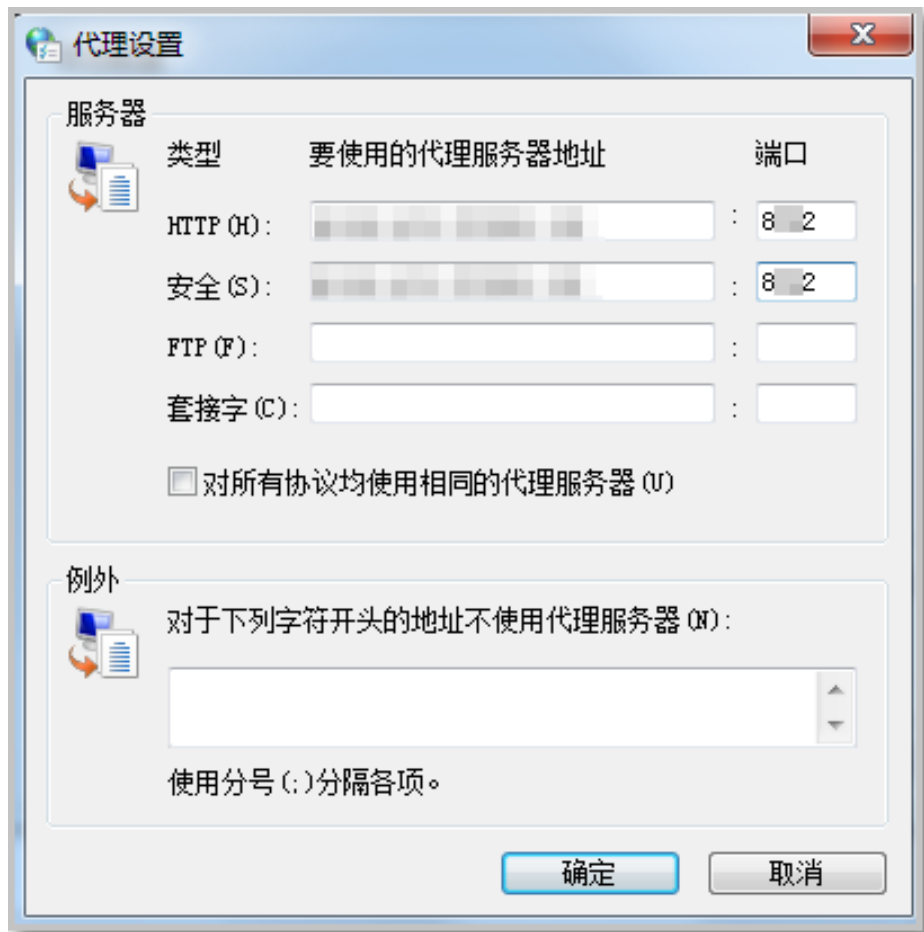 代理设置
服务器
类型 要使用的代理服务器地址 端口
HTTP(H): :
安全(S): :
FTP(F): :
套接字(C): :
对所有协议均使用相同的代理服务器(U)
例外
对于下列字符开头的地址不使用代理服务器(N):
使用分号(;)分隔各项。
确定 取消